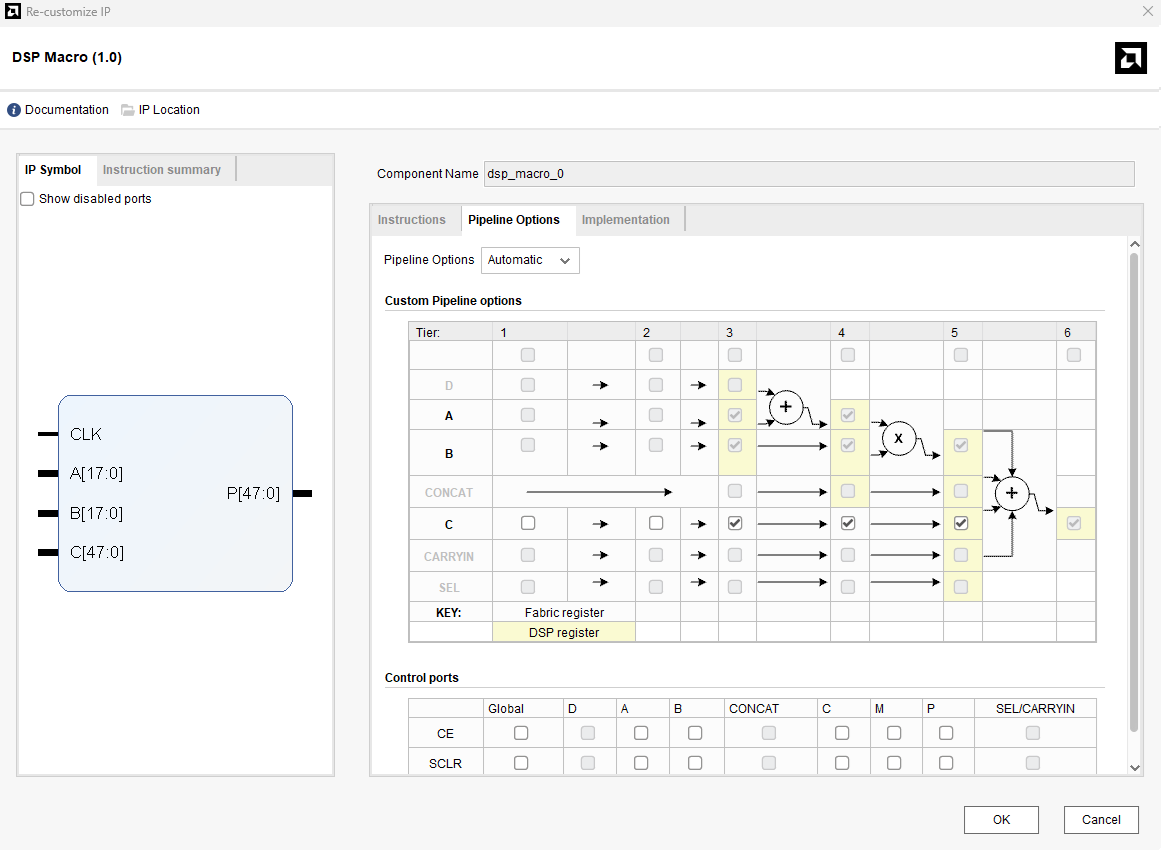 Re-customize IP
DSP Macro (1.0)
Documentation IP Location
IP Symbol Instruction summary
Show disabled ports
CLK
A[17:0]
B[17:0]
C[47:0]
P[47:0]
Component Name dsp_macro_0
Instructions Pipeline Options Implementation
Pipeline Options Automatic
Custom Pipeline options
Tier: 1 2 3 4 5 6
D
A
B
CONCAT
C
CARRYIN
SEL
+
X
+
KEY: Fabric register
DSP register
Control ports
Global D A B CONCAT C M P SEL/CARRYIN
CE
SCLR
OK Cancel